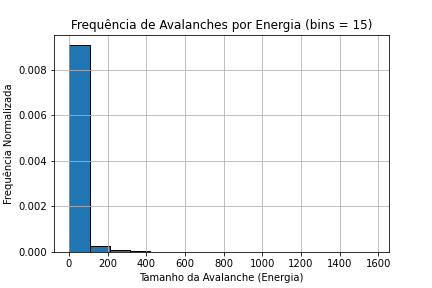 Frequência de Avalanches por Energia (bins = 15)
Frequência Normalizada
0.008
0.006
0.004
0.002
0.000
0 200 400 600 800 1000 1200 1400 1600
Tamanho da Avalanche (Energia)